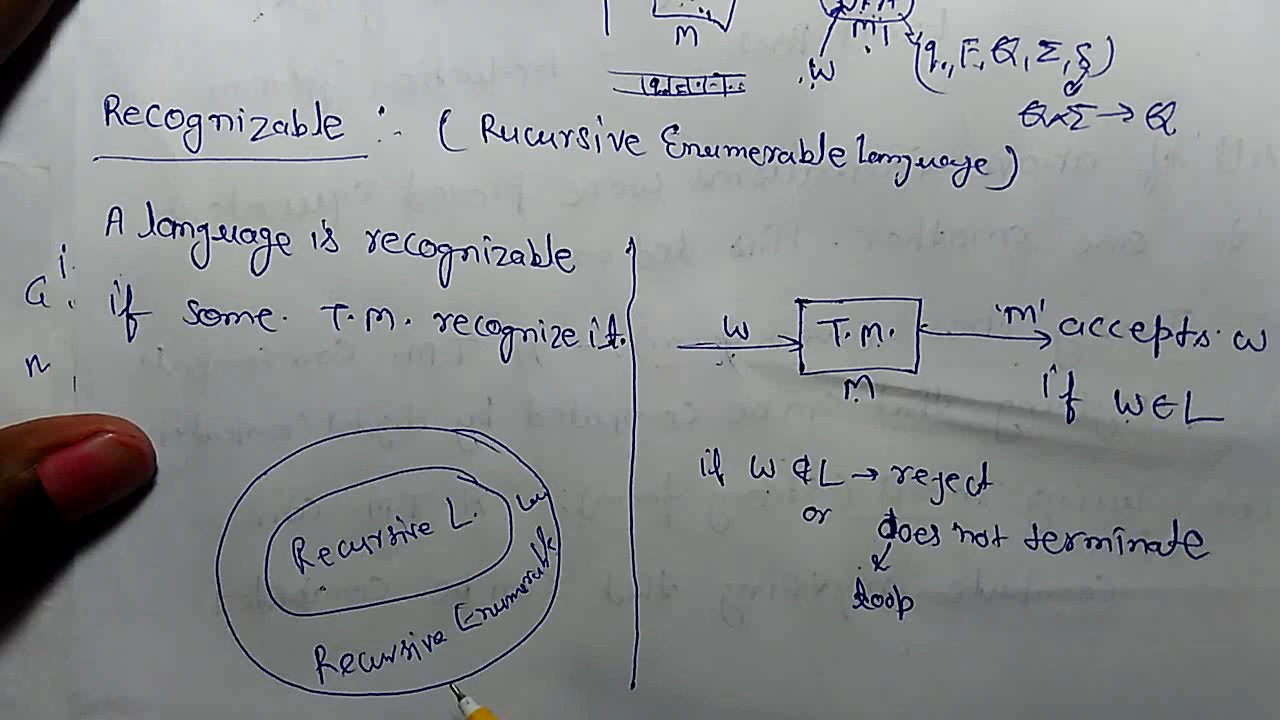 M
M1
w
(q₀, F, Q, Σ, δ)
Q×Σ → Q
Recognizable :- (Rucursive Enumerable language)
A language is recognizable
if some T.M. recognize it.
w
T.M.
M
'm' accepts w
if w∈L
if w∉L → reject
or
does not terminate
loop
Recursive L.
Recursive Enumerable